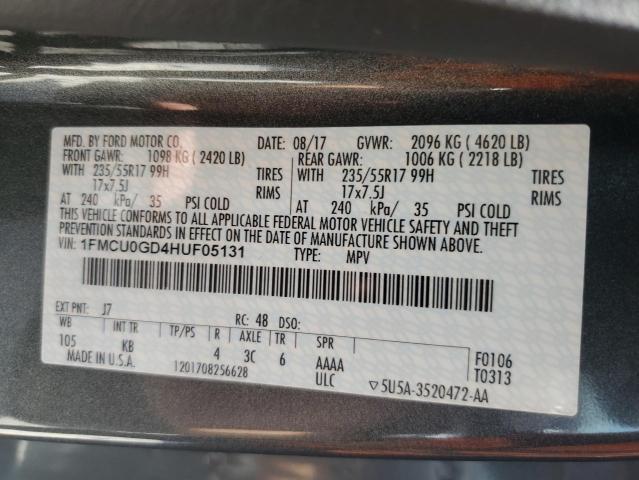 MFD. BY FORD MOTOR CO. DATE: 08/17 GVWR: 2096 KG ( 4620 LB)
FRONT GAWR: 1098 KG ( 2420 LB) REAR GAWR: 1006 KG ( 2218 LB)
WITH 235/55R17 99H TIRES WITH 235/55R17 99H TIRES
17x7.5J RIMS 17x7.5J RIMS
AT 240 kPa/ 35 PSI COLD AT 240 kPa/ 35 PSI COLD
THIS VEHICLE CONFORMS TO ALL APPLICABLE FEDERAL MOTOR VEHICLE SAFETY AND THEFT
PREVENTION STANDARDS IN EFFECT ON THE DATE OF MANUFACTURE SHOWN ABOVE.
VIN: 1FMCU0GD4HUF05131 TYPE: MPV
EXT PNT: J7 RC: 48 DSO:
WB INT TR TP/PS R AXLE TR SPR
105 KB 4 3C 6 AAAA F0106
MADE IN U.S.A. 1201708256628 ULC T0313
▽5U5A-3520472-AA